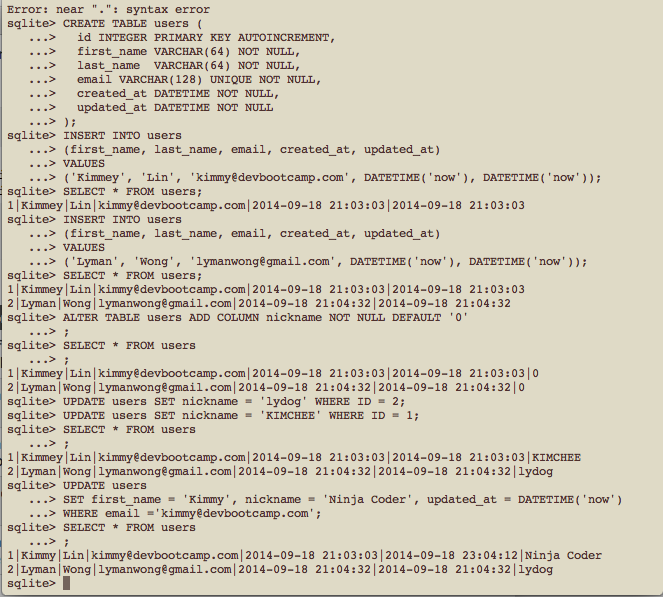 Error: near ".": syntax error
sqlite> CREATE TABLE users (
   ...> id INTEGER PRIMARY KEY AUTOINCREMENT,
   ...> first_name VARCHAR(64) NOT NULL,
   ...> last_name  VARCHAR(64) NOT NULL,
   ...> email VARCHAR(128) UNIQUE NOT NULL,
   ...> created_at DATETIME NOT NULL,
   ...> updated_at DATETIME NOT NULL
   ...> );
sqlite> INSERT INTO users
   ...> (first_name, last_name, email, created_at, updated_at)
   ...> VALUES
   ...> ('Kimmey', 'Lin', 'kimmy@devbootcamp.com', DATETIME('now'), DATETIME('now'));
sqlite> SELECT * FROM users;
1|Kimmey|Lin|kimmy@devbootcamp.com|2014-09-18 21:03:03|2014-09-18 21:03:03
sqlite> INSERT INTO users
   ...> (first_name, last_name, email, created_at, updated_at)
   ...> VALUES
   ...> ('Lyman', 'Wong', 'lymanwong@gmail.com', DATETIME('now'), DATETIME('now'));
sqlite> SELECT * FROM users;
1|Kimmey|Lin|kimmy@devbootcamp.com|2014-09-18 21:03:03|2014-09-18 21:03:03
2|Lyman|Wong|lymanwong@gmail.com|2014-09-18 21:04:32|2014-09-18 21:04:32
sqlite> ALTER TABLE users ADD COLUMN nickname NOT NULL DEFAULT '0'
   ...> ;
sqlite> SELECT * FROM users
   ...> ;
1|Kimmey|Lin|kimmy@devbootcamp.com|2014-09-18 21:03:03|2014-09-18 21:03:03|0
2|Lyman|Wong|lymanwong@gmail.com|2014-09-18 21:04:32|2014-09-18 21:04:32|0
sqlite> UPDATE users SET nickname = 'lydog' WHERE ID = 2;
sqlite> UPDATE users SET nickname = 'KIMCHEE' WHERE ID = 1;
sqlite> SELECT * FROM users
   ...> ;
1|Kimmey|Lin|kimmy@devbootcamp.com|2014-09-18 21:03:03|2014-09-18 21:03:03|KIMCHEE
2|Lyman|Wong|lymanwong@gmail.com|2014-09-18 21:04:32|2014-09-18 21:04:32|lydog
sqlite> UPDATE users
   ...> SET first_name = 'Kimmy', nickname = 'Ninja Coder', updated_at = DATETIME('now')
   ...> WHERE email ='kimmy@devbootcamp.com';
sqlite> SELECT * FROM users
   ...> ;
1|Kimmy|Lin|kimmy@devbootcamp.com|2014-09-18 21:03:03|2014-09-18 23:04:12|Ninja Coder
2|Lyman|Wong|lymanwong@gmail.com|2014-09-18 21:04:32|2014-09-18 21:04:32|lydog
sqlite>